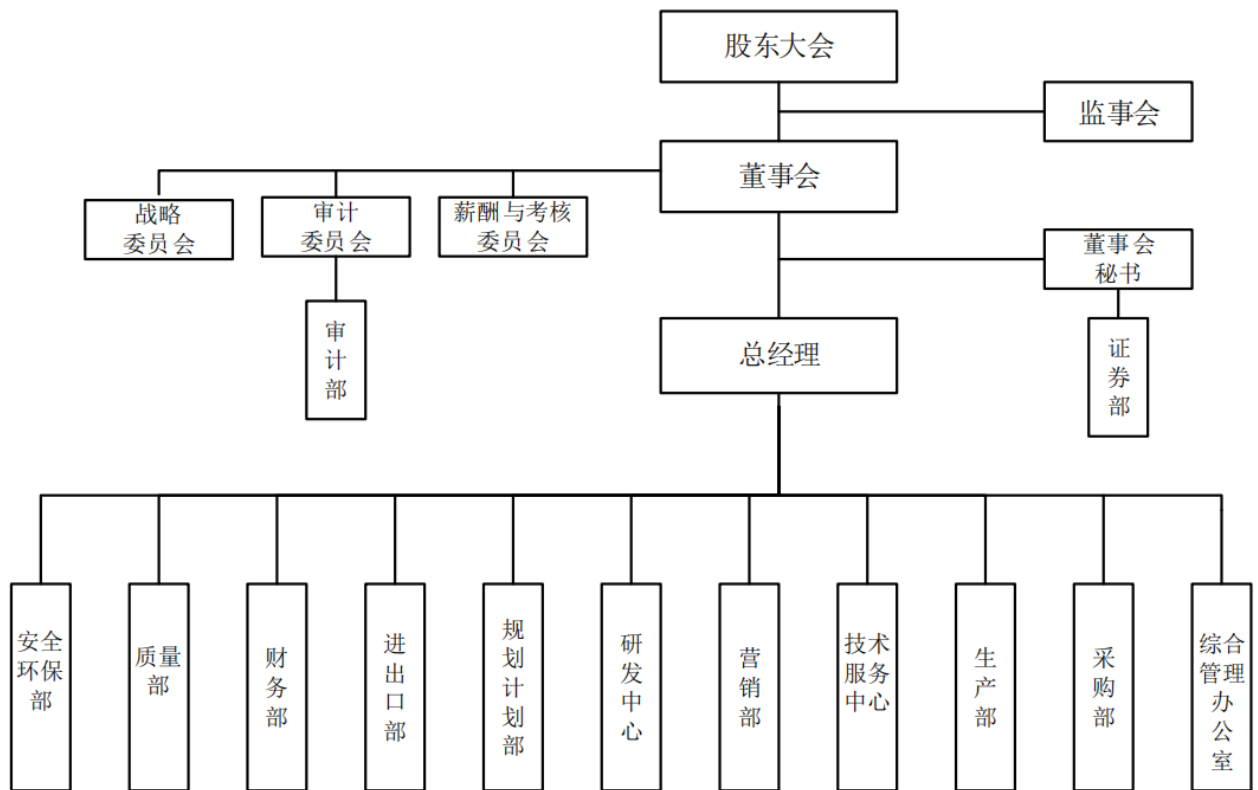 股东大会
监事会
董事会
战略
委员会
审计
委员会
薪酬与考核
委员会
董事会
秘书
审计部
总经理
证券部
安全
环保
部
质量
部
财务部
进出口部
规划计划部
研发中心
营销部
技术
服务
中心
生产部
采购部
综合
管理
办
公
室